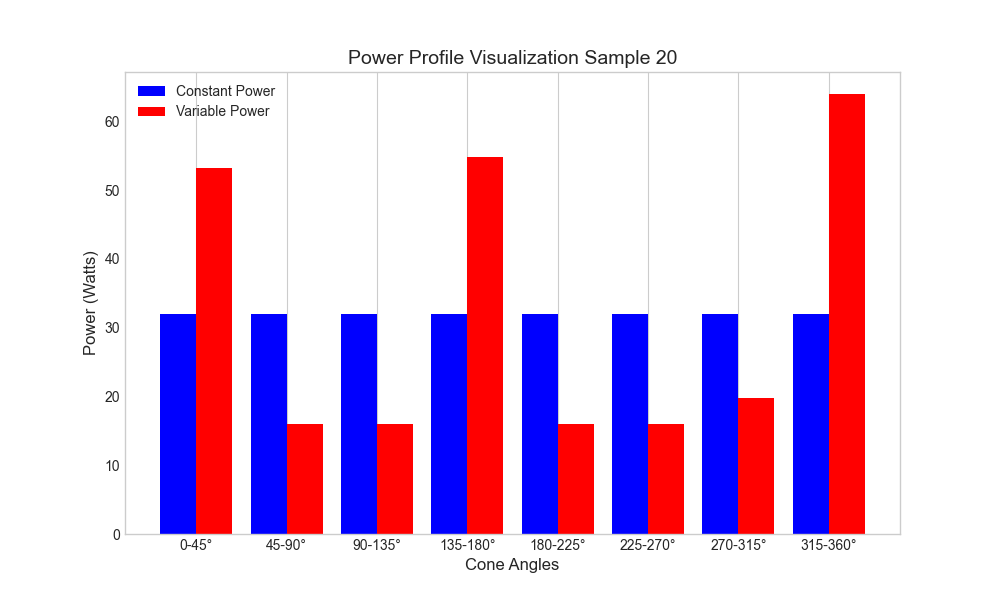 Power Profile Visualization Sample 20
Constant Power
Variable Power
Power (Watts)
60
50
40
30
20
10
0
0-45° 45-90° 90-135° 135-180° 180-225° 225-270° 270-315° 315-360°
Cone Angles